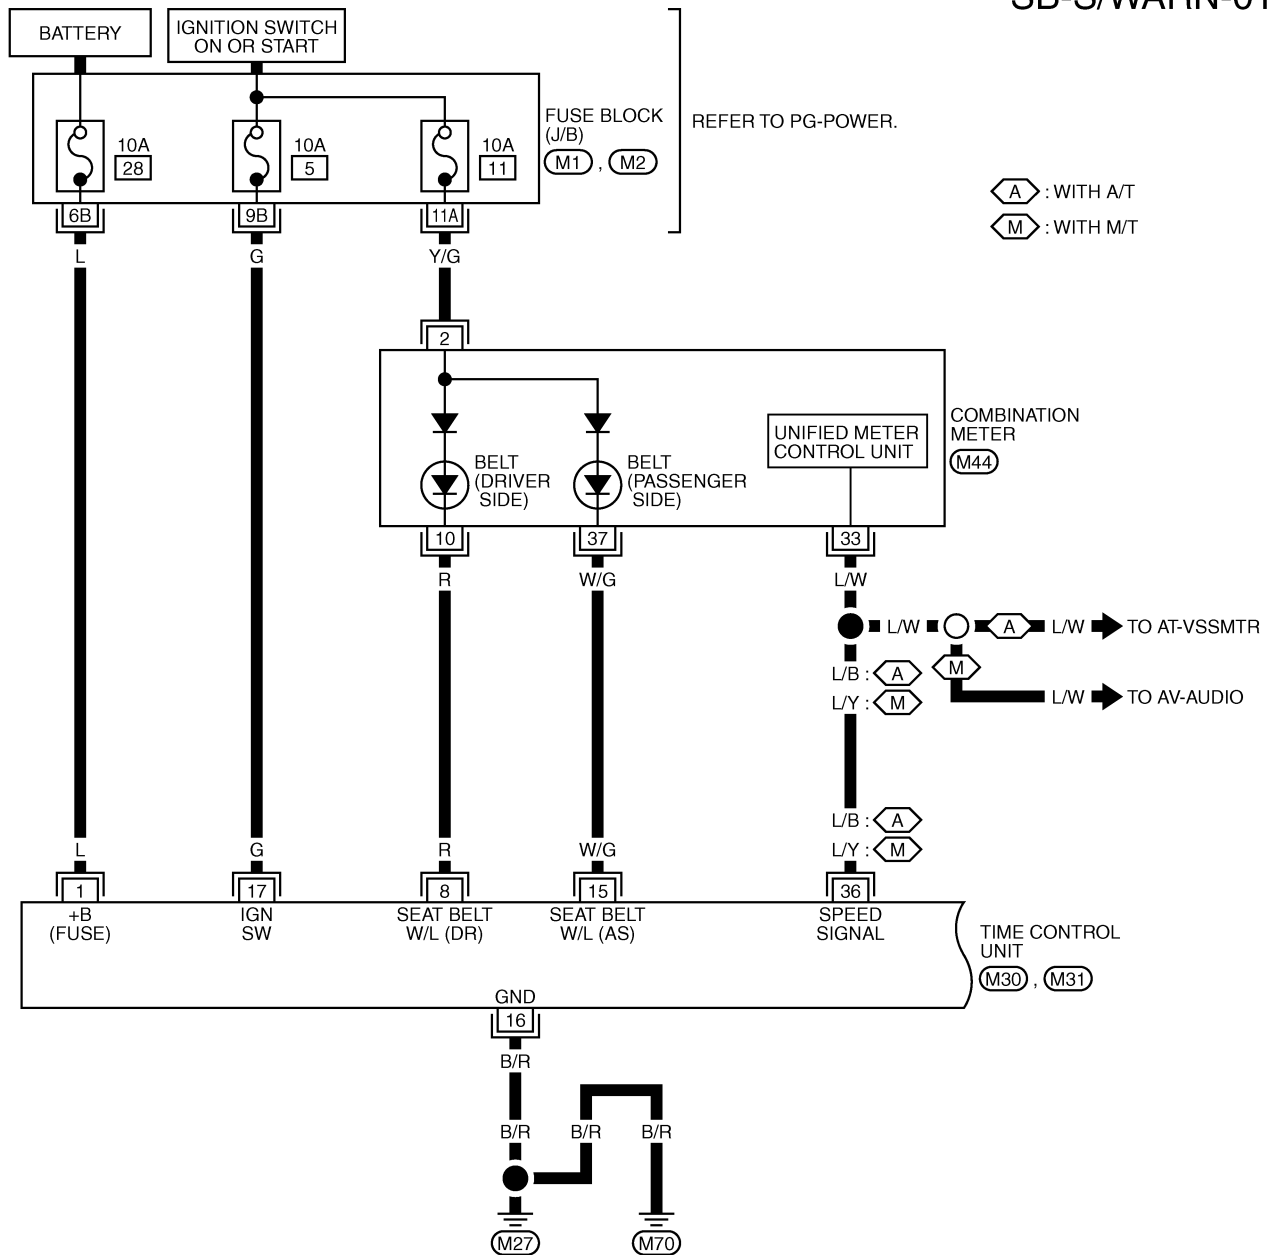 SB-S/WARN-01
BATTERY
IGNITION SWITCH
ON OR START
FUSE BLOCK
(J/B)
M1 , M2
REFER TO PG-POWER.
10A
28
10A
5
10A
11
A : WITH A/T
M : WITH M/T
6B
9B
11A
L
G
Y/G
2
UNIFIED METER
CONTROL UNIT
COMBINATION
METER
M44
BELT
(DRIVER
SIDE)
BELT
(PASSENGER
SIDE)
10
37
33
R
W/G
L/W
L/W
A
L/W
TO AT-VSSMTR
L/B : A
M
L/Y : M
L/W
TO AV-AUDIO
L/B : A
L/Y : M
L
G
R
W/G
1
17
8
15
36
+B
(FUSE)
IGN
SW
SEAT BELT
W/L (DR)
SEAT BELT
W/L (AS)
SPEED
SIGNAL
TIME CONTROL
UNIT
M30 , M31
GND
16
B/R
B/R
B/R
B/R
M27
M70